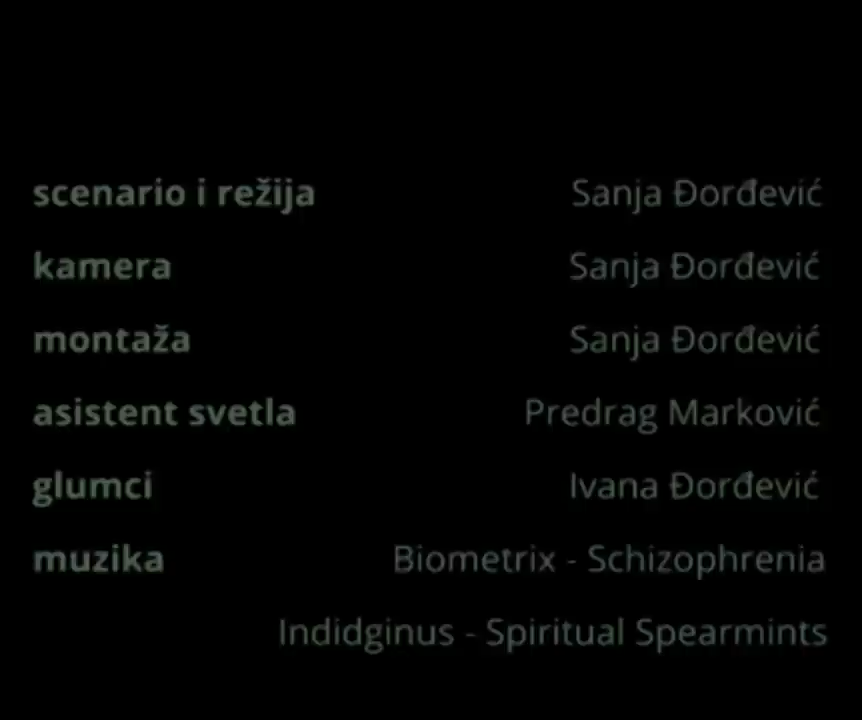 scenario i režija Sanja Đorđević
kamera Sanja Đorđević
montaža Sanja Đorđević
asistent svetla Predrag Marković
glumci Ivana Đorđević
muzika Biometrix - Schizophrenia
Indidginus - Spiritual Spearmints